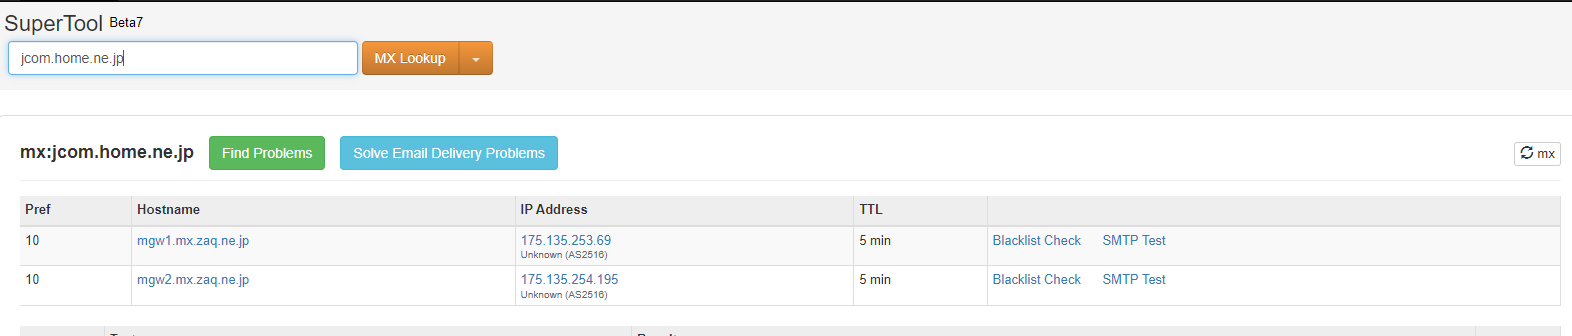 SuperTool Beta7
jcom.home.ne.jp MX Lookup
mx:jcom.home.ne.jp Find Problems Solve Email Delivery Problems mx
Pref Hostname IP Address TTL
10 mgw1.mx.zaq.ne.jp 175.135.253.69 5 min Blacklist Check SMTP Test
Unknown (AS2516)
10 mgw2.mx.zaq.ne.jp 175.135.254.195 5 min Blacklist Check SMTP Test
Unknown (AS2516)